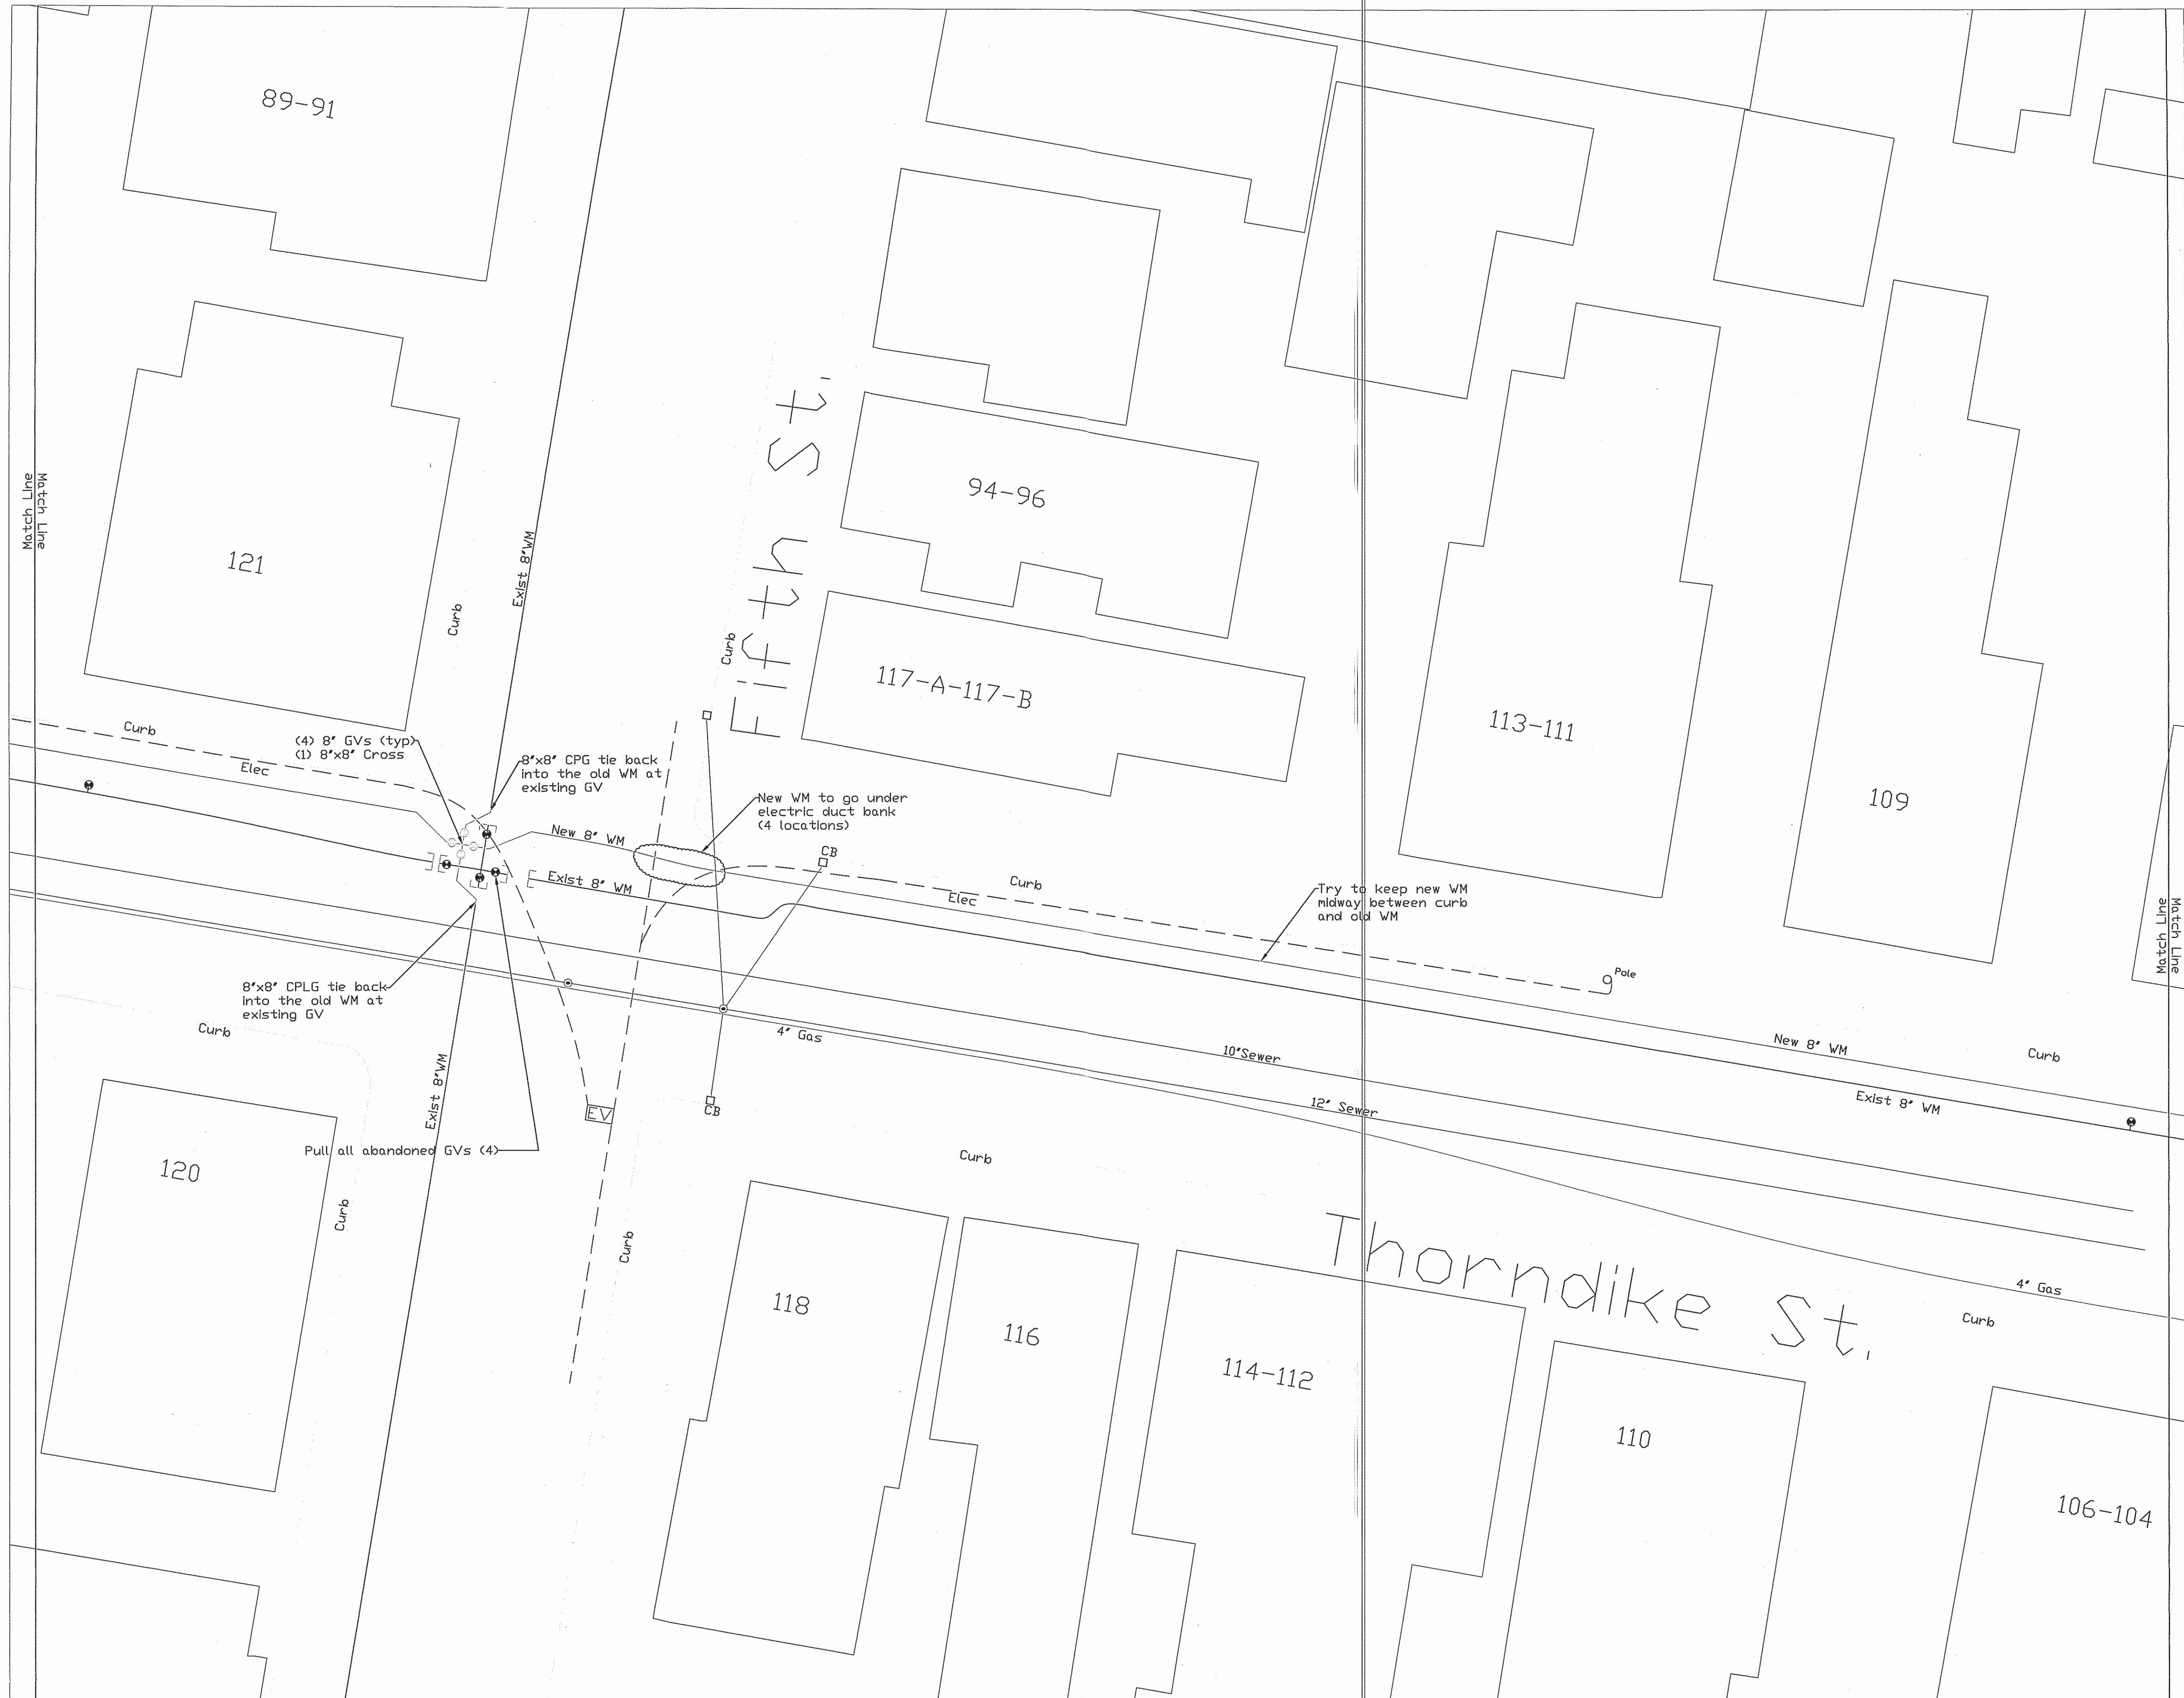 89-91
Fifth St.
94-96
Match Line
Match Line
Exist 8"WM
121
Curb
Curb
117-A-117-B
113-111
109
Curb
Elec
(4) 8" GVs (typ)
(1) 8"x8" Cross
8"x8" CPG tie back
into the old WM at
existing GV
New WM to go under
electric duct bank
(4 locations)
New 8" WM
CB
Exist 8" WM
Curb
Elec
Try to keep new WM
midway between curb
and old WM
Match Line
Match Line
Pole
8"x8" CPLG tie back
into the old WM at
existing GV
Curb
4" Gas
10"Sewer
New 8" WM
Curb
Exist 8"WM
EV
CB
12" Sewer
Exist 8" WM
Pull all abandoned GVs (4)
120
Curb
Curb
Curb
Thorndike St.
4" Gas
Curb
118
116
114-112
110
106-104